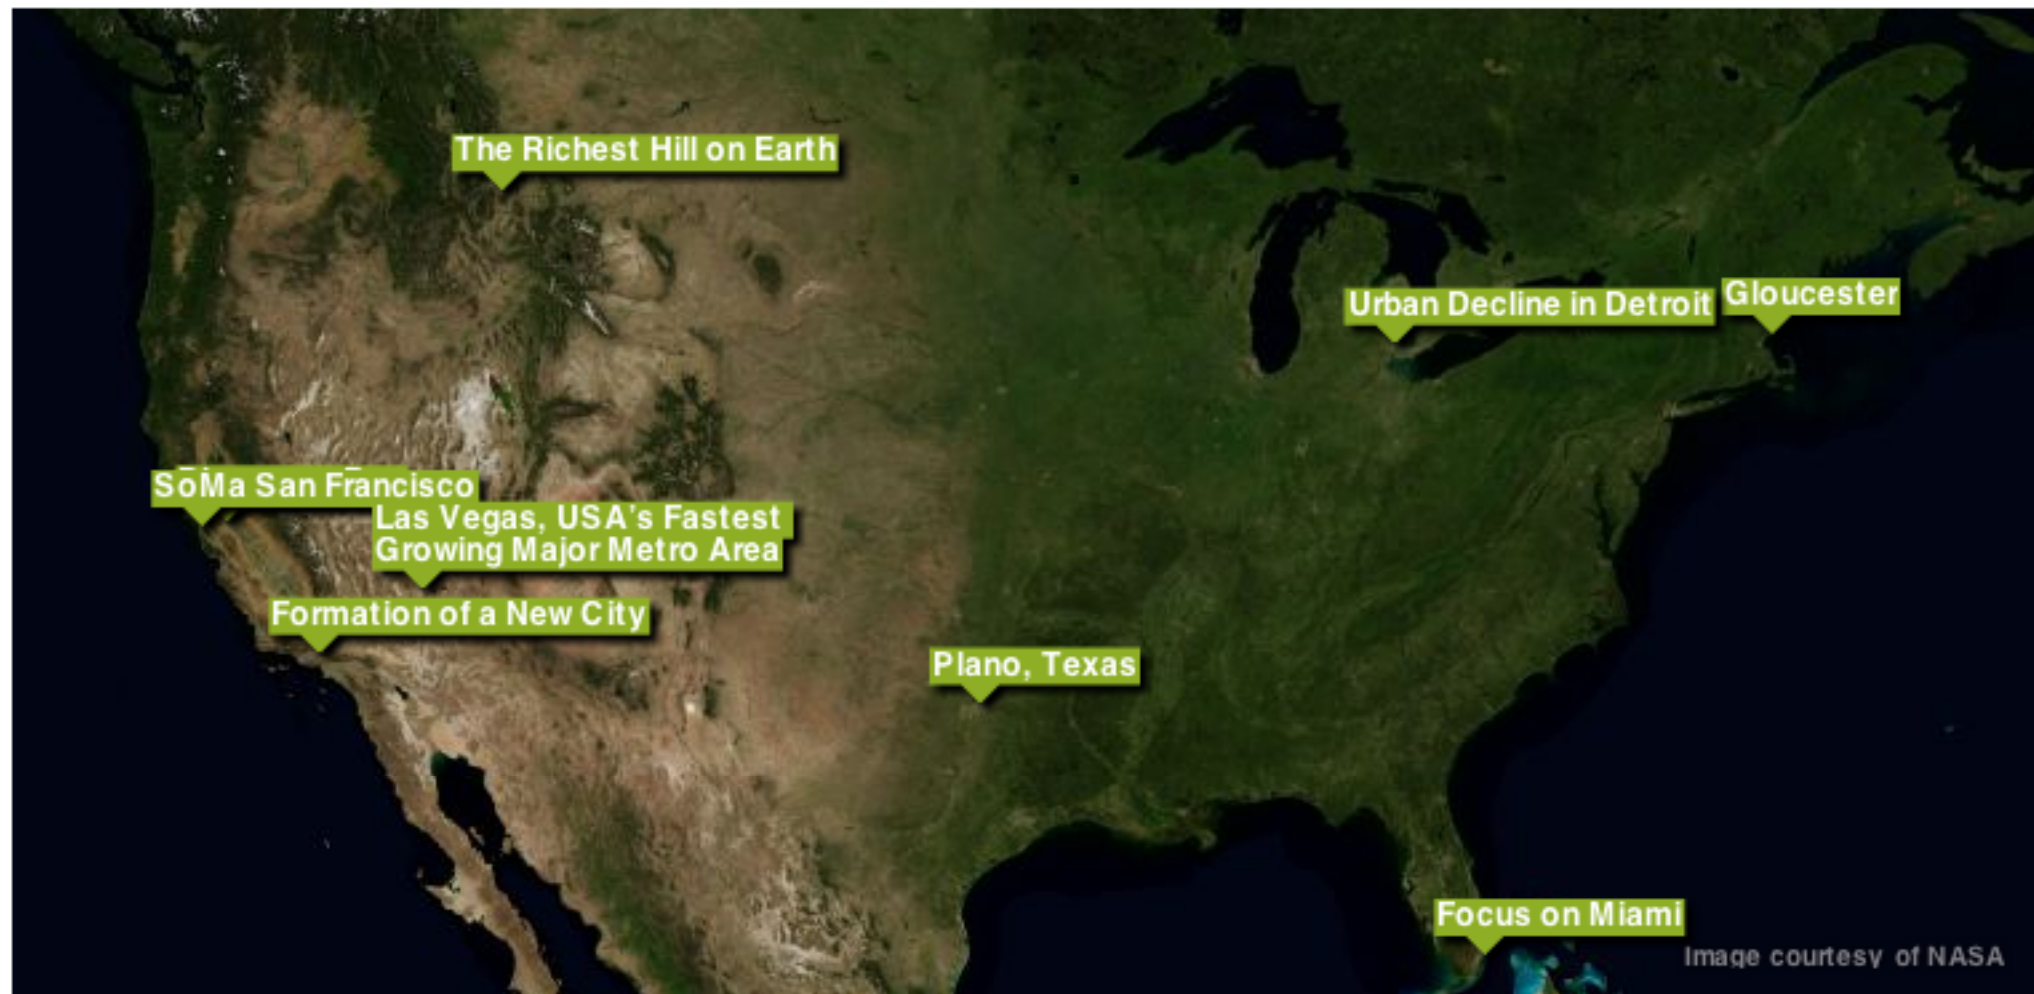 The Richest Hill on Earth
Urban Decline in Detroit
Gloucester
SoMa San Francisco
Las Vegas, USA's Fastest
Growing Major Metro Area
Formation of a New City
Plano, Texas
Focus on Miami
Image courtesy of NASA